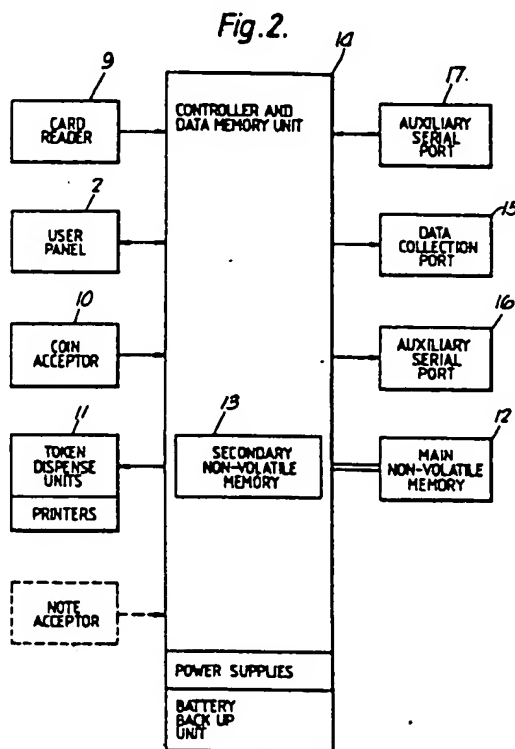 Fig.2.
14
9
CARD
READER
CONTROLLER AND
DATA MEMORY UNIT
17
AUXILIARY
SERIAL
PORT
2
USER
PANEL
15
DATA
COLLECTION
PORT
10
COIN
ACCEPTOR
16
AUXILIARY
SERIAL
PORT
11
TOKEN
DISPENSE
UNITS
PRINTERS
13
SECONDARY
NON-VOLATILE
MEMORY
12
MAIN
NON-VOLATILE
MEMORY
NOTE
ACCEPTOR
POWER SUPPLIES
BATTERY
BACK UP
UNIT